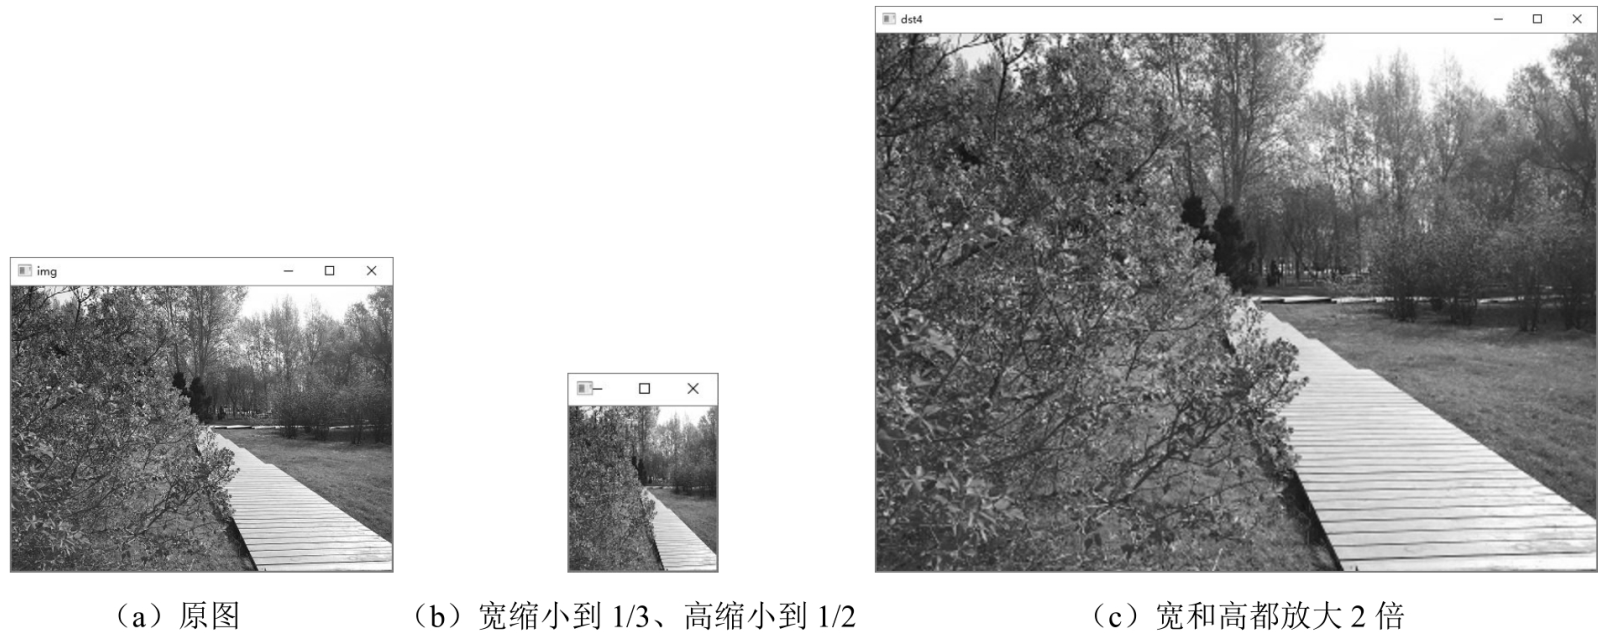 dst4
img
(a)原图
(b)宽缩小到 1/3、高缩小到 1/2
(c)宽和高都放大 2 倍